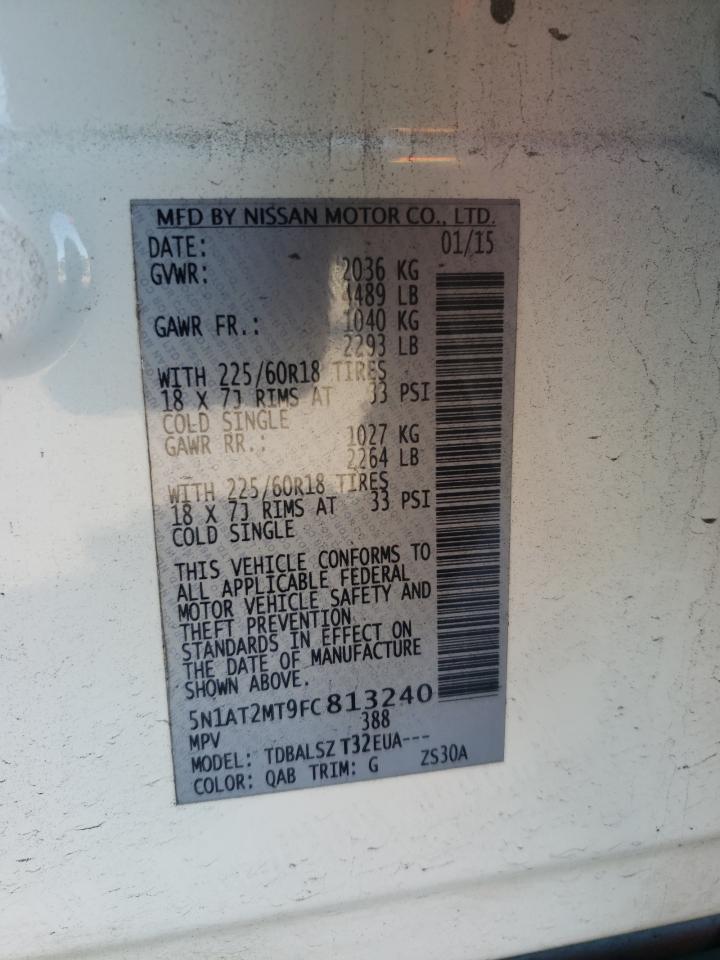 MFD BY NISSAN MOTOR CO., LTD.
DATE: 01/15
GVWR: 2036 KG
4489 LB
GAWR FR.: 1040 KG
2293 LB
WITH 225/60R18 TIRES
18 X 7J RIMS AT 33 PSI
COLD SINGLE
GAWR RR.: 1027 KG
2264 LB
WITH 225/60R18 TIRES
18 X 7J RIMS AT 33 PSI
COLD SINGLE
THIS VEHICLE CONFORMS TO
ALL APPLICABLE FEDERAL
MOTOR VEHICLE SAFETY AND
THEFT PREVENTION
STANDARDS IN EFFECT ON
THE DATE OF MANUFACTURE
SHOWN ABOVE.
5N1AT2MT9FC813240
MPV 388
MODEL: TDBALSZ T32EUA---
COLOR: QAB TRIM: G ZS30A